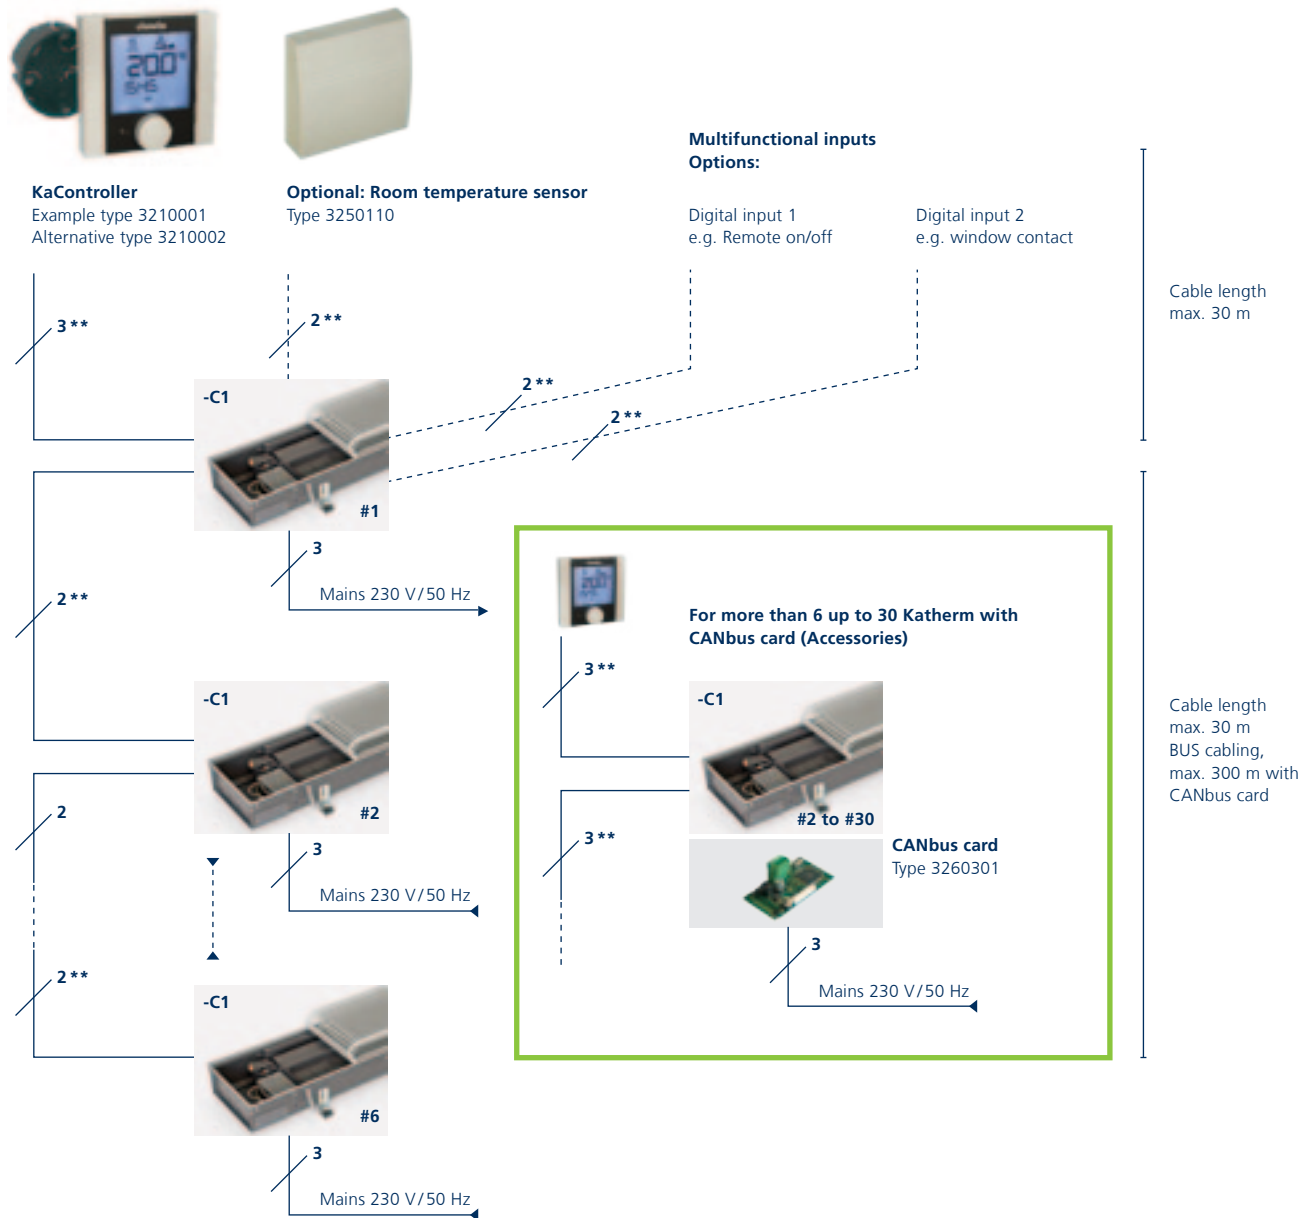 KaController
Example type 3210001
Alternative type 3210002
Optional: Room temperature sensor
Type 3250110
Multifunctional inputs
Options:
Digital input 1
e.g. Remote on/off
Digital input 2
e.g. window contact
Cable length
max. 30 m
3**
2**
2**
2**
-C1
#1
3
Mains 230 V/50 Hz
2**
-C1
#2
3
Mains 230 V/50 Hz
2
2**
-C1
#6
3
Mains 230 V/50 Hz
20.0°
For more than 6 up to 30 Katherm with
CANbus card (Accessories)
3**
-C1
#2 to #30
3**
CANbus card
Type 3260301
3
Mains 230 V/50 Hz
Cable length
max. 30 m
BUS cabling,
max. 300 m with
CANbus card